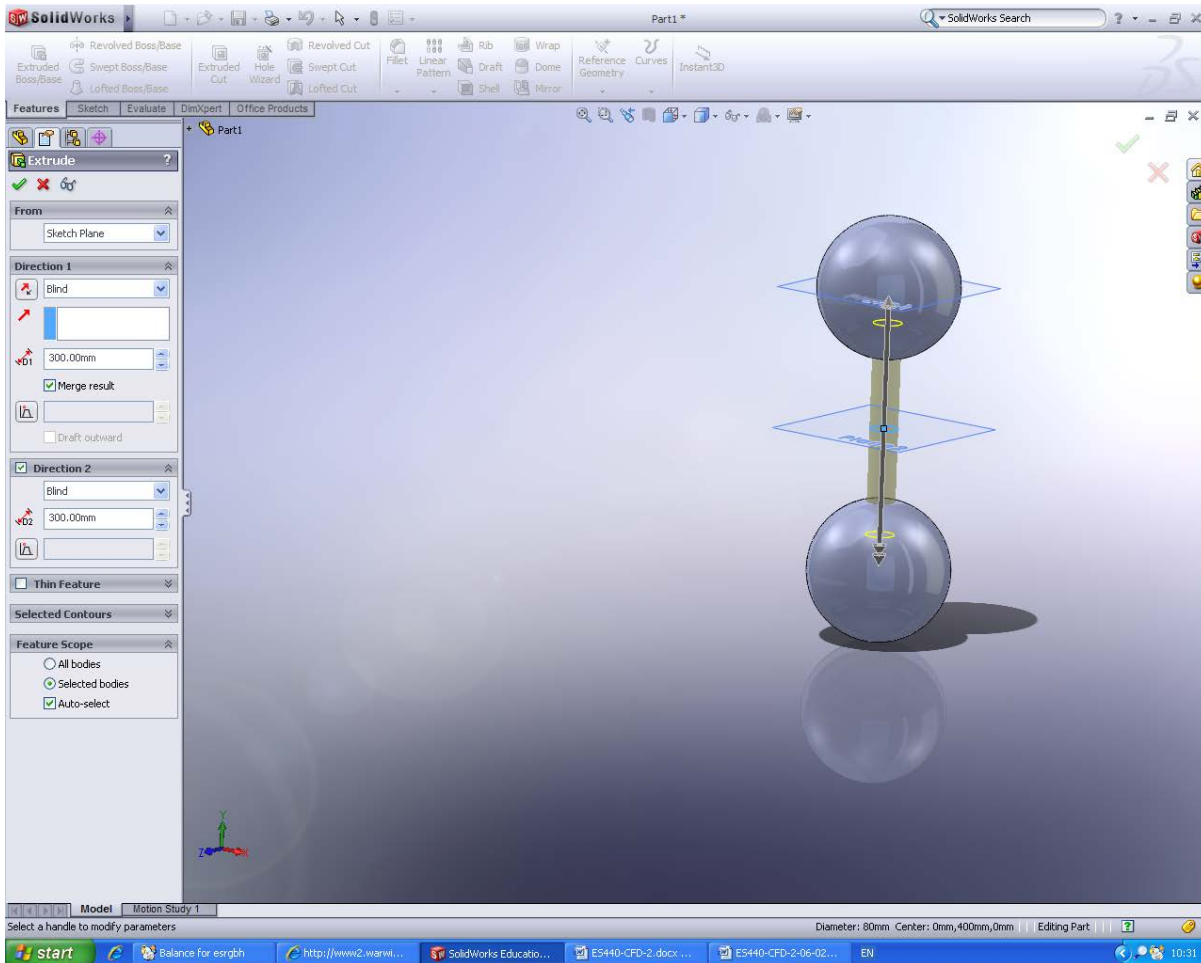 SolidWorks
Part1 *
SolidWorks Search
Extruded Boss/Base
Revolved Boss/Base
Swept Boss/Base
Lofted Boss/Base
Extruded Cut
Hole Wizard
Revolved Cut
Swept Cut
Lofted Cut
Fillet
Linear Pattern
Rib
Draft
Shell
Wrap
Dome
Mirror
Reference Geometry
Curves
Instant3D
Features
Sketch
Evaluate
DimXpert
Office Products
Part1
Extrude
?
From
Sketch Plane
Direction 1
Blind
D1
300.00mm
Merge result
Draft outward
Direction 2
Blind
D2
300.00mm
Thin Feature
Selected Contours
Feature Scope
All bodies
Selected bodies
Auto-select
Y
Z
X
Model
Motion Study 1
Select a handle to modify parameters
Diameter: 80mm Center: 0mm,400mm,0mm
Editing Part
start
Balance for esrgbh
http://www2.warwi...
SolidWorks Educatio...
ES440-CFD-2.docx ...
ES440-CFD-2-06-02...
EN
10:31